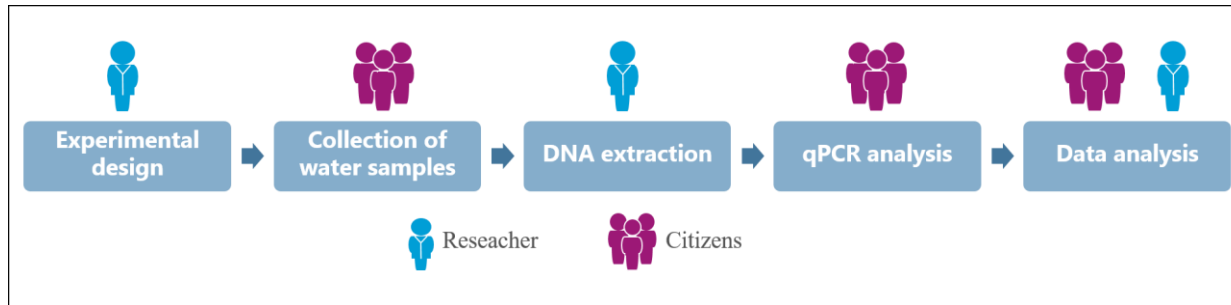 Experimental
design
Collection of
water samples
DNA extraction
qPCR analysis
Data analysis
Reseacher
Citizens